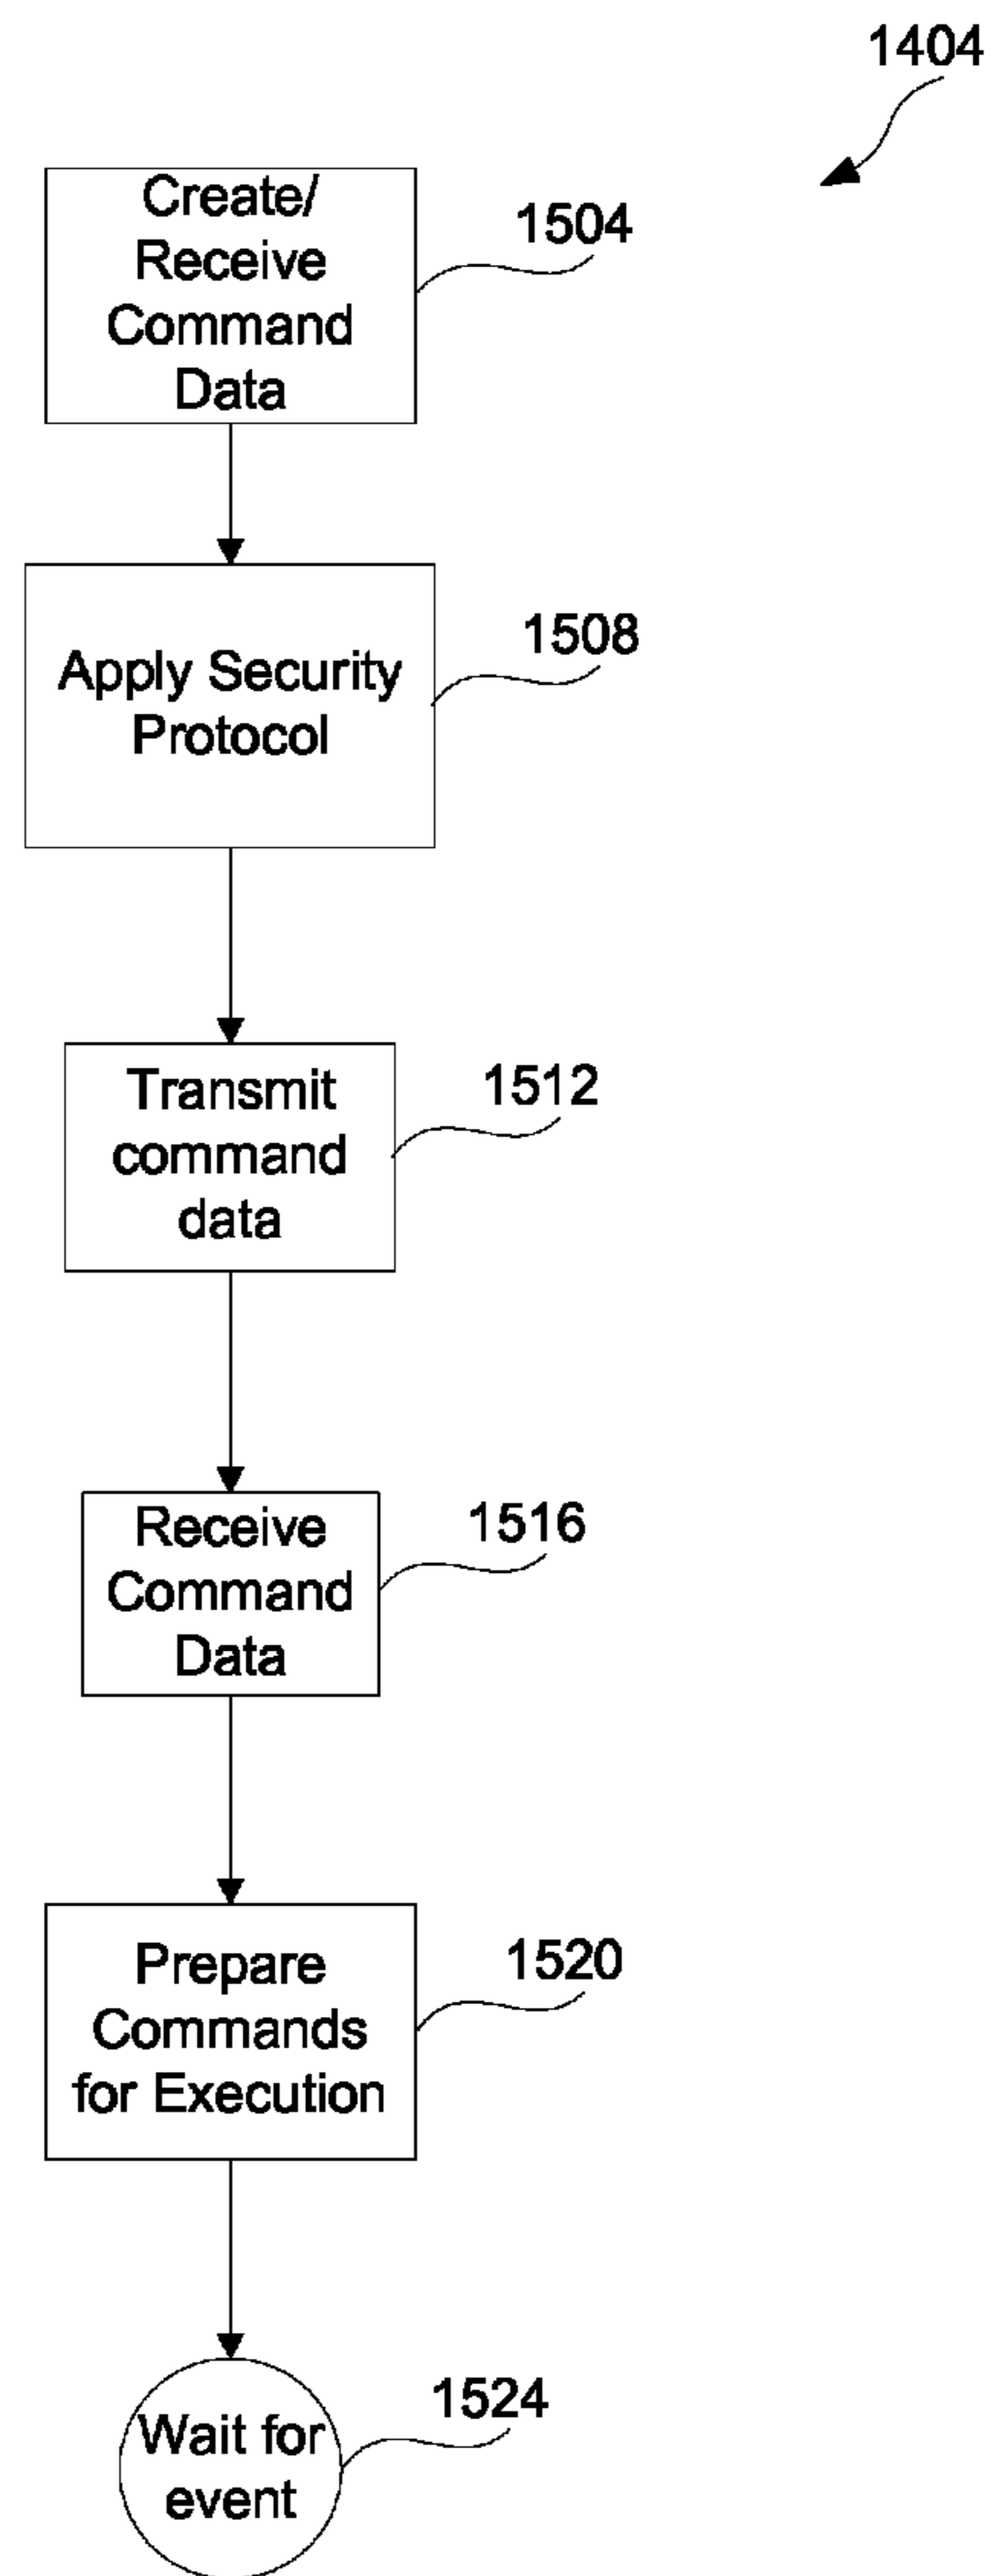 1404
Create/
Receive
Command
Data
1504
Apply Security
Protocol
1508
Transmit
command
data
1512
Receive
Command
Data
1516
Prepare
Commands
for Execution
1520
Wait for
event
1524